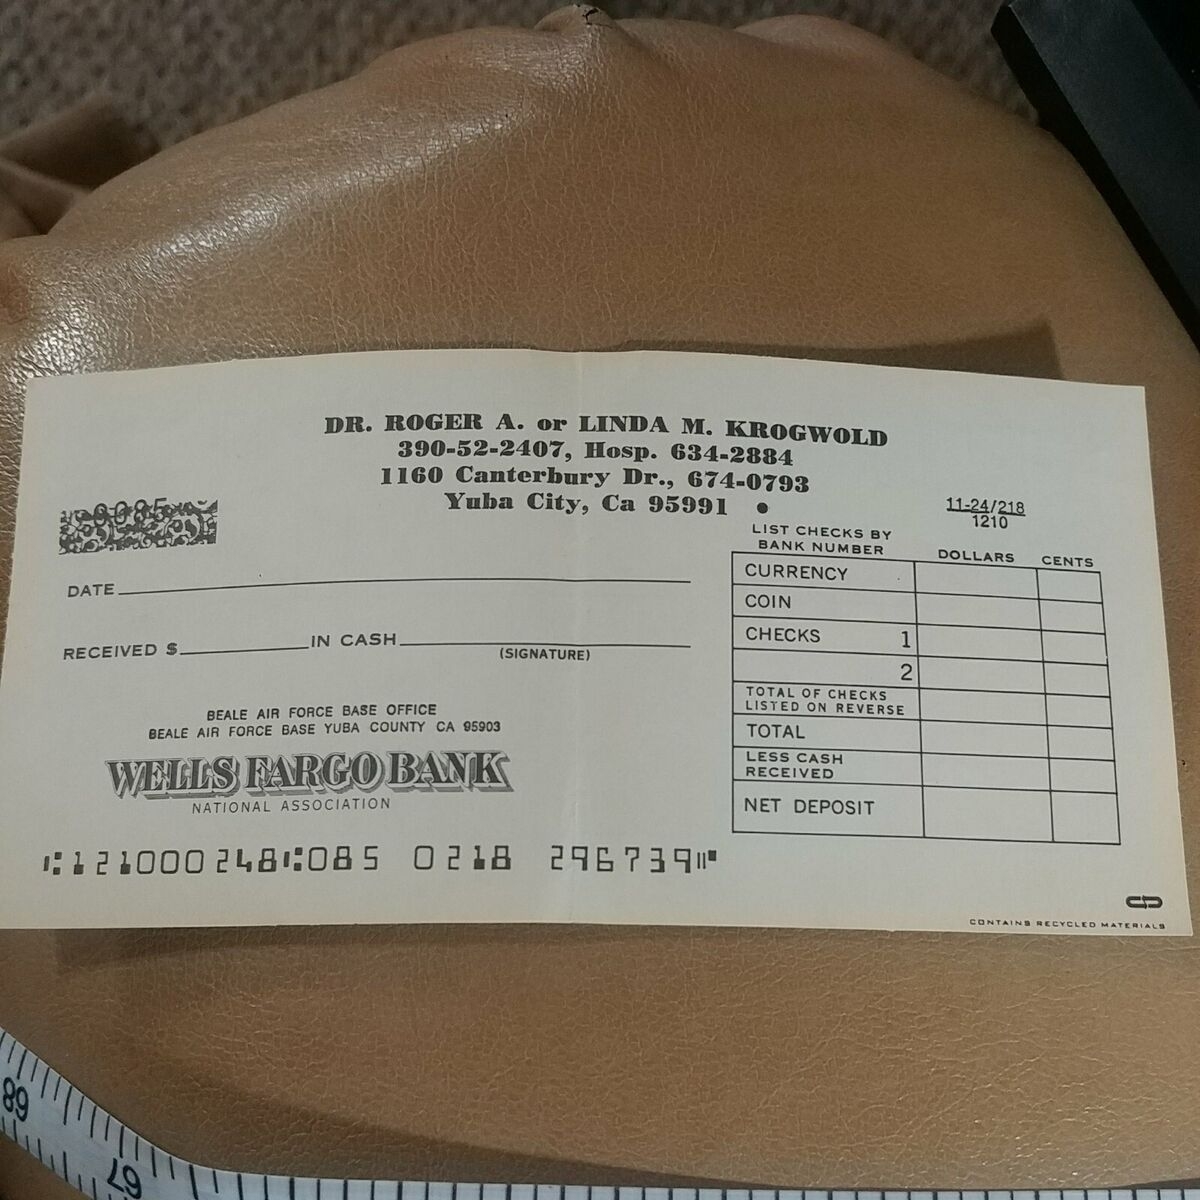 DR. ROGER A. or LINDA M. KROGWOLD
390-52-2407, Hosp. 634-2884
1160 Canterbury Dr., 674-0793
Yuba City, Ca 95991
0085
11-24/218
1210
LIST CHECKS BY
BANK NUMBER
DOLLARS
CENTS
DATE
RECEIVED $
IN CASH
(SIGNATURE)
CURRENCY
COIN
CHECKS 1
2
TOTAL OF CHECKS
LISTED ON REVERSE
TOTAL
LESS CASH
RECEIVED
NET DEPOSIT
BEALE AIR FORCE BASE OFFICE
BEALE AIR FORCE BASE YUBA COUNTY CA 95903
WELLS FARGO BANK
NATIONAL ASSOCIATION
⑆121000248⑆085 0218 296739⑈
CONTAINS RECYCLED MATERIALS
68
67